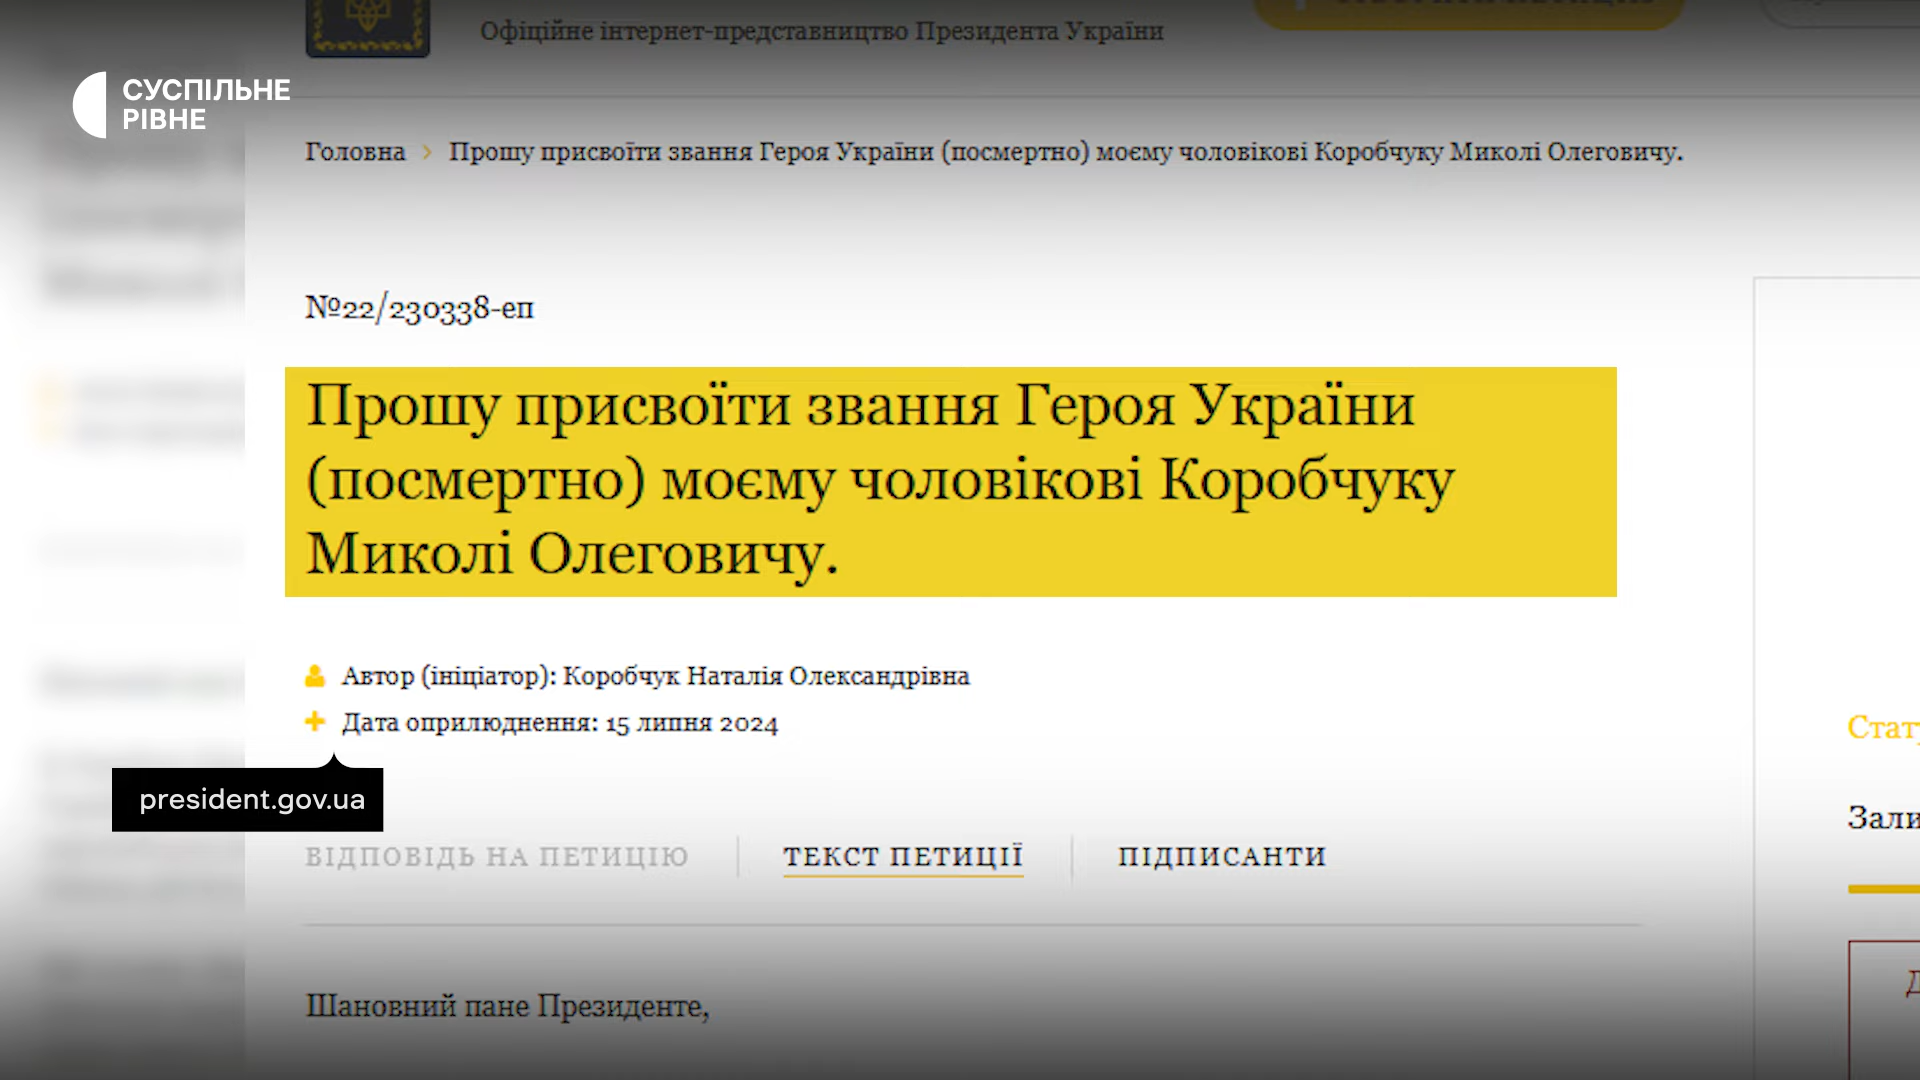 Офіційне інтернет-представництво Президента України
СУСПІЛЬНЕ
РІВНЕ
Головна > Прошу присвоїти звання Героя України (посмертно) моєму чоловікові Коробчуку Миколі Олеговичу.
№22/230338-еп
Прошу присвоїти звання Героя України
(посмертно) моєму чоловікові Коробчуку
Миколі Олеговичу.
Автор (ініціатор): Коробчук Наталія Олександрівна
Дата оприлюднення: 15 липня 2024
president.gov.ua
ВІДПОВІДЬ НА ПЕТИЦІЮ
ТЕКСТ ПЕТИЦІЇ
ПІДПИСАНТИ
Шановний пане Президенте,